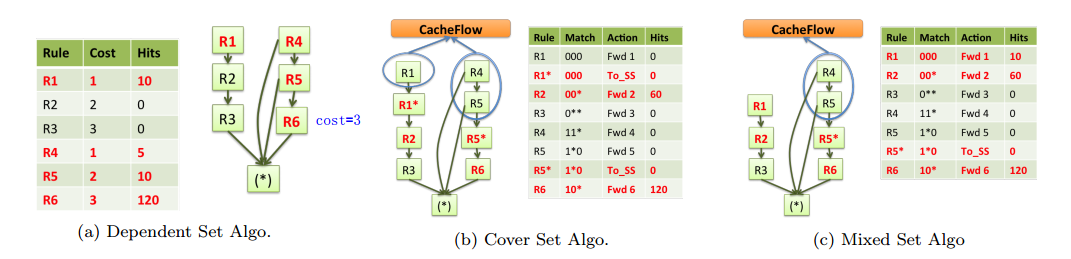 Rule Cost Hits
R1 1 10
R2 2 0
R3 3 0
R4 1 5
R5 2 10
R6 3 120
R1 R4
R2 R5
R3 R6
cost=3
(*)
(a) Dependent Set Algo.
CacheFlow
R1 R4
R5
R1*
R2 R5*
R3 R6
(*)
Rule Match Action Hits
R1 000 Fwd 1 0
R1* 000 To_SS 0
R2 00* Fwd 2 60
R3 0** Fwd 3 0
R4 11* Fwd 4 0
R5 1*0 Fwd 5 0
R5* 1*0 To_SS 0
R6 10* Fwd 6 120
(b) Cover Set Algo.
CacheFlow
R4
R1 R5
R2 R5*
R3 R6
(*)
Rule Match Action Hits
R1 000 Fwd 1 10
R2 00* Fwd 2 60
R3 0** Fwd 3 0
R4 11* Fwd 4 0
R5 1*0 Fwd 5 0
R5* 1*0 To_SS 0
R6 10* Fwd 6 120
(c) Mixed Set Algo